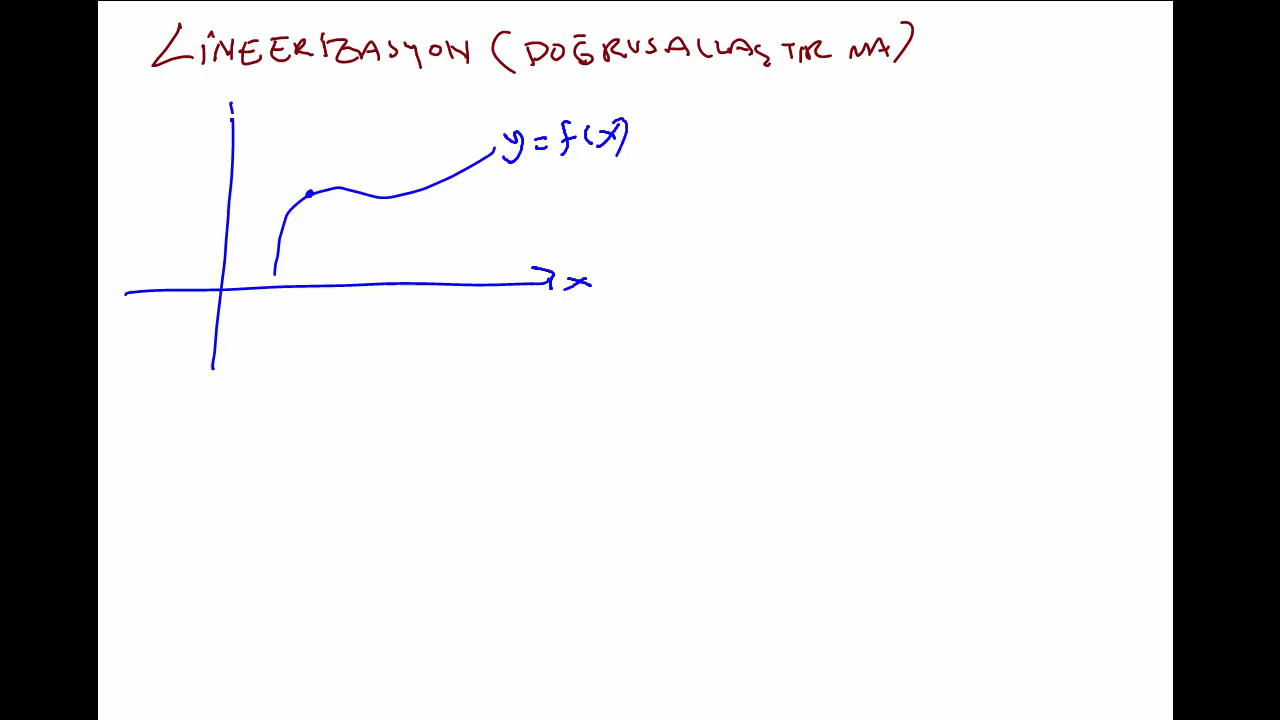 LİNEERİZASYON (DOĞRUSALLAŞTIRMA)
y = f(x)
x